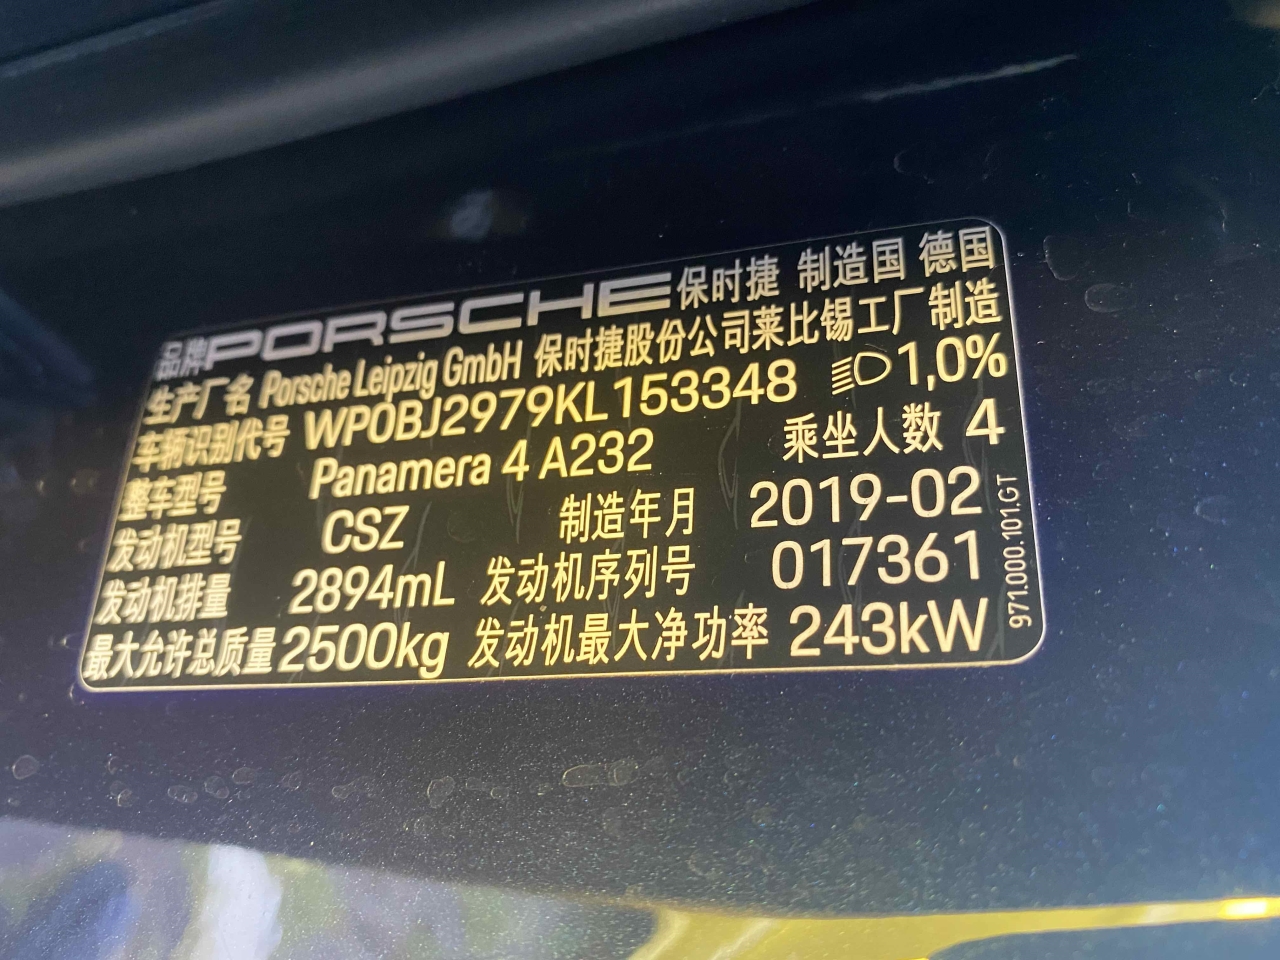 品牌 PORSCHE 保时捷 制造国 德国
生产厂名 Porsche Leipzig GmbH 保时捷股份公司莱比锡工厂制造
车辆识别代号 WP0BJ2979KL153348 1,0%
整车型号 Panamera 4 A232 乘坐人数 4
发动机型号 CSZ 制造年月 2019-02
发动机排量 2894mL 发动机序列号 017361
最大允许总质量 2500kg 发动机最大净功率 243kW
971.000.101.GT